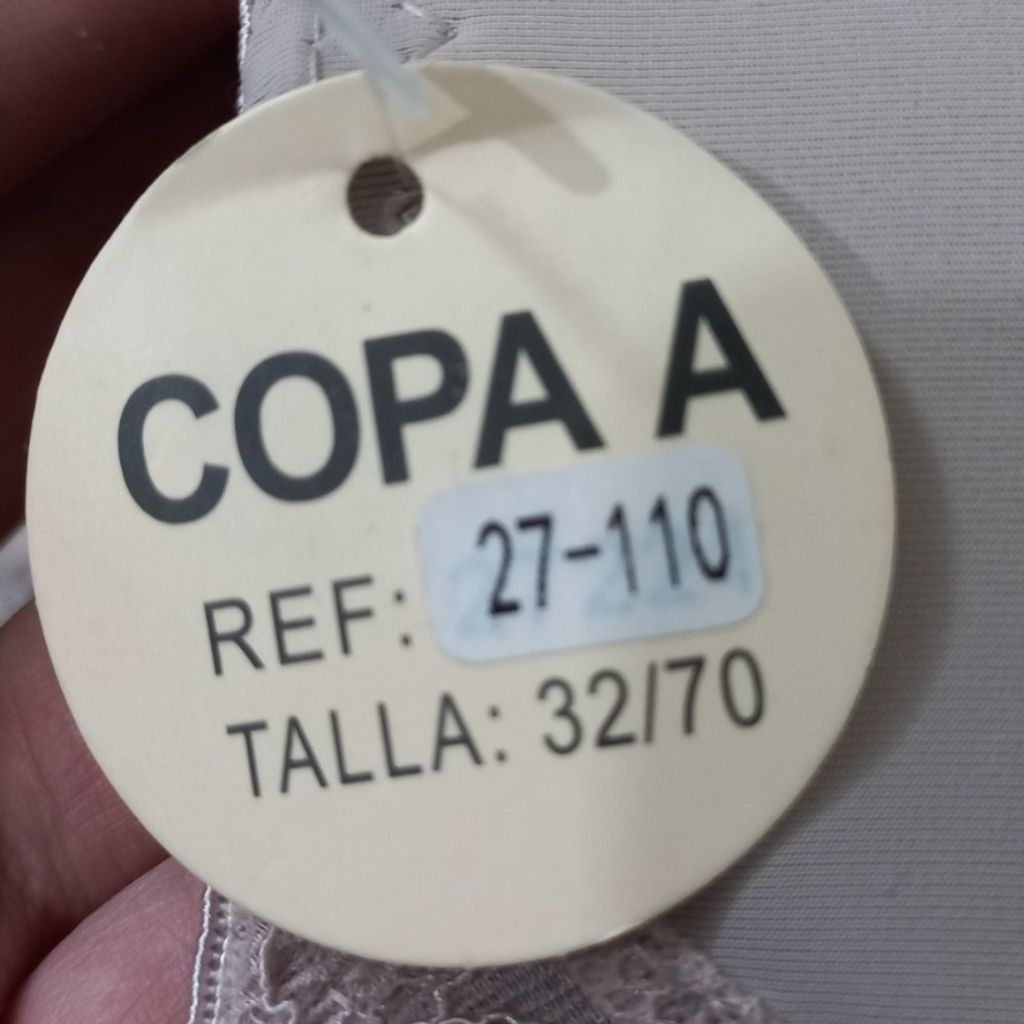 COPA A
REF: 27-110
TALLA: 32/70